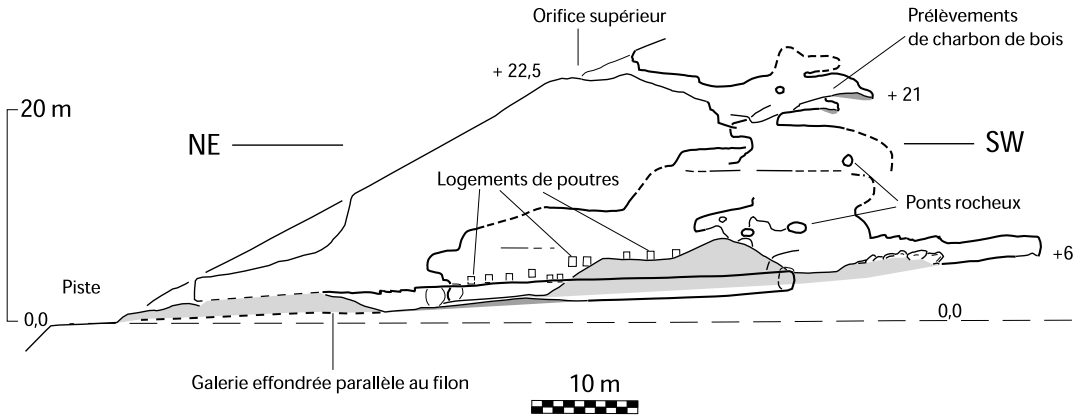 Orifice supérieur
Prélèvements
de charbon de bois
+ 22,5
+ 21
20 m
NE
SW
Logements de poutres
Ponts rocheux
+6
Piste
0,0
0,0
Galerie effondrée parallèle au filon
10 m